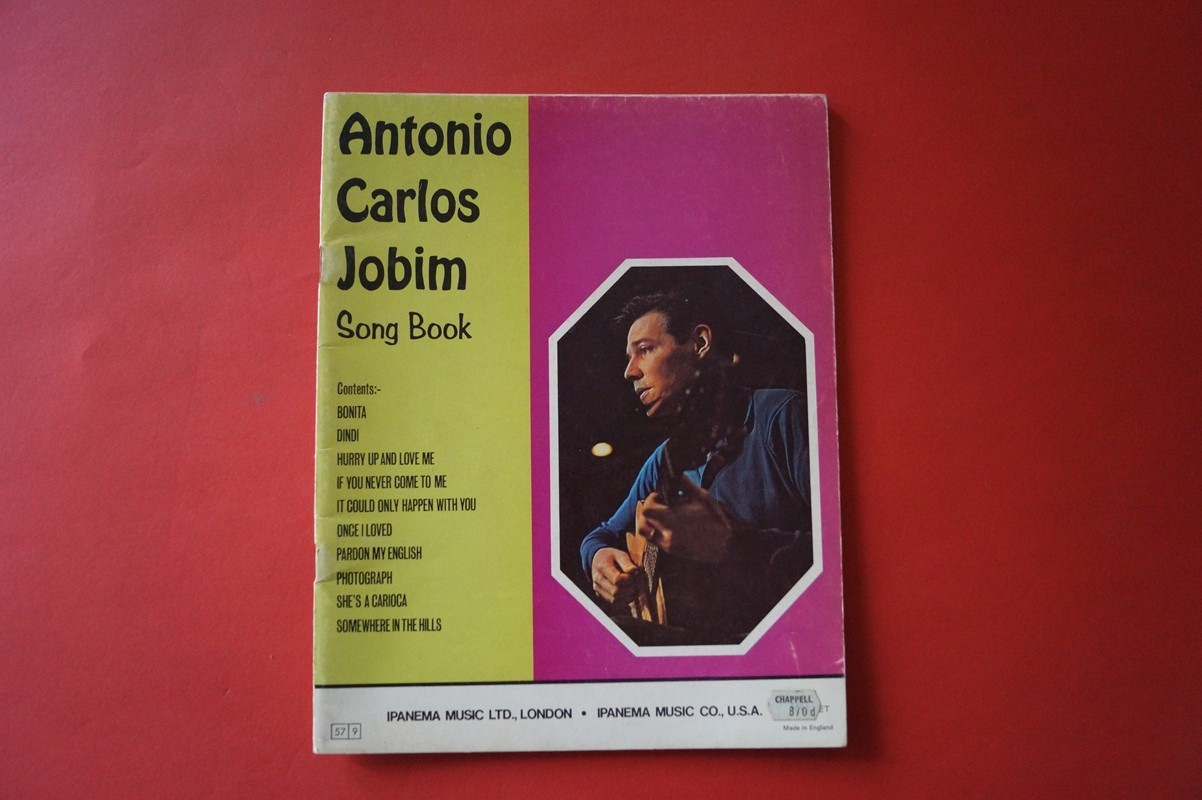 Antonio
Carlos
Jobim
Song Book
Contents:-
BONITA
DINDI
HURRY UP AND LOVE ME
IF YOU NEVER COME TO ME
IT COULD ONLY HAPPEN WITH YOU
ONCE I LOVED
PARDON MY ENGLISH
PHOTOGRAPH
SHE'S A CARIOCA
SOMEWHERE IN THE HILLS
IPANEMA MUSIC LTD., LONDON • IPANEMA MUSIC CO., U.S.A.
CHAPPELL
8/0d
Made in England
57 9